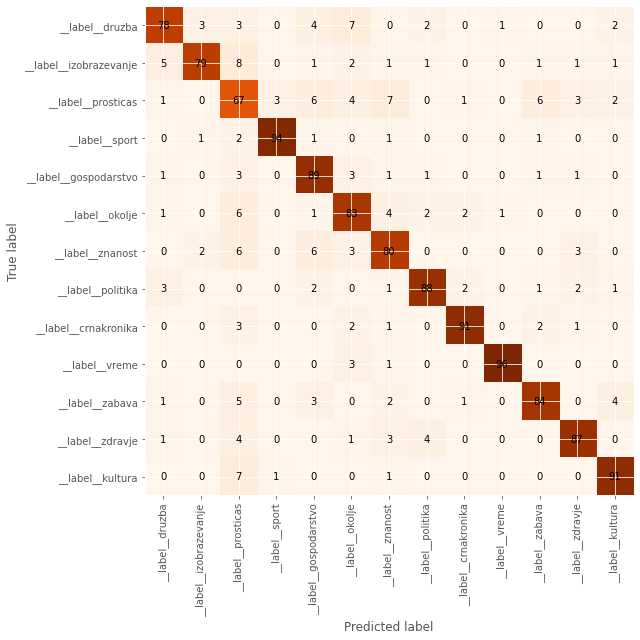 __label__druzba 78 3 3 0 4 7 0 2 0 1 0 0 2
__label__izobrazevanje 5 79 8 0 1 2 1 1 0 0 1 1 1
__label__prosticas 1 0 67 3 6 4 7 0 1 0 6 3 2
__label__sport 0 1 2 94 1 0 1 0 0 0 1 0 0
__label__gospodarstvo 1 0 3 0 89 3 1 1 0 0 1 1 0
__label__okolje 1 0 6 0 1 83 4 2 2 1 0 0 0
__label__znanost 0 2 6 0 6 3 80 0 0 0 0 3 0
__label__politika 3 0 0 0 2 0 1 88 2 0 1 2 1
__label__crnakronika 0 0 3 0 0 2 1 0 91 0 2 1 0
__label__vreme 0 0 0 0 0 3 1 0 0 96 0 0 0
__label__zabava 1 0 5 0 3 0 2 0 1 0 84 0 4
__label__zdravje 1 0 4 0 0 1 3 4 0 0 0 87 0
__label__kultura 0 0 7 1 0 0 1 0 0 0 0 0 91
True label
__label__druzba
__label__izobrazevanje
__label__prosticas
__label__sport
__label__gospodarstvo
__label__okolje
__label__znanost
__label__politika
__label__crnakronika
__label__vreme
__label__zabava
__label__zdravje
__label__kultura
Predicted label